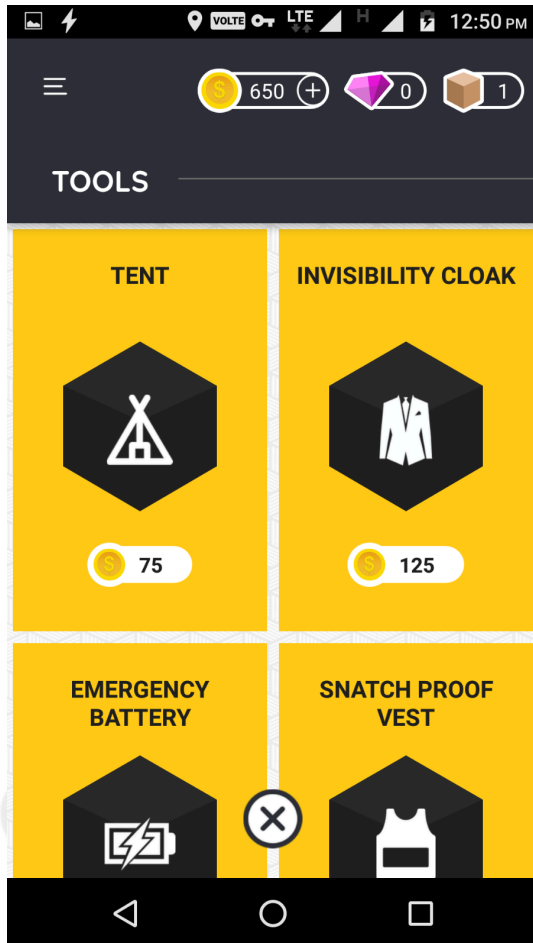 VOLTE LTE H 12:50 PM
650 0 1
TOOLS
TENT
INVISIBILITY CLOAK
75
125
EMERGENCY
BATTERY
SNATCH PROOF
VEST